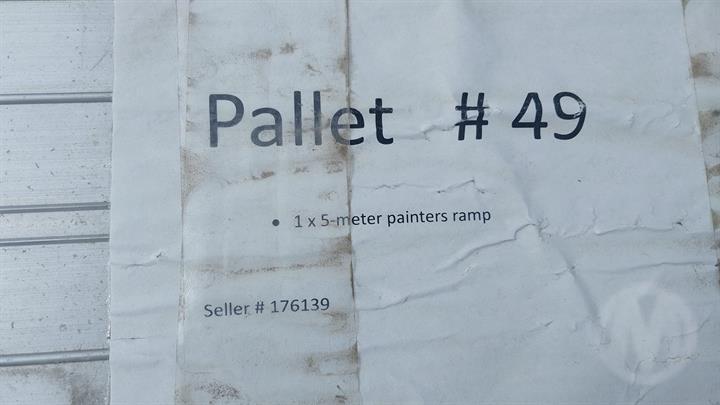 Pallet # 49
• 1 x 5-meter painters ramp
Seller # 176139
M